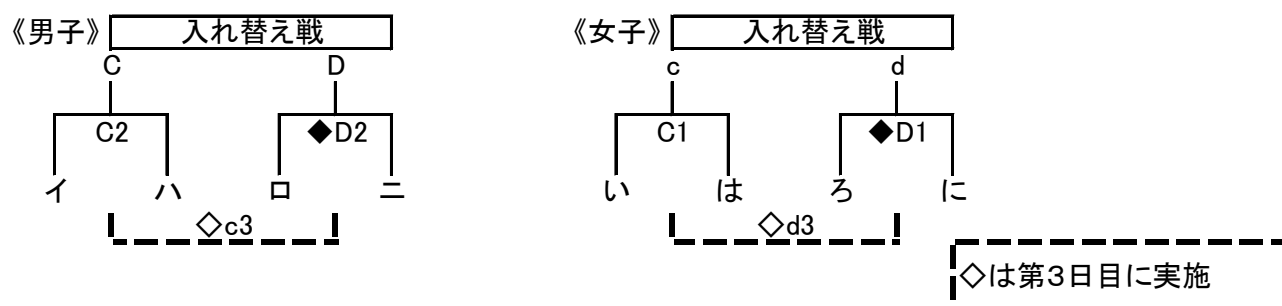 《男子》 入れ替え戦 《女子》 入れ替え戦
C D c d
C2 ◆D2 C1 ◆D1
イ ハ ロ ニ い は ろ に
◇c3 ◇d3
◇は第3日目に実施